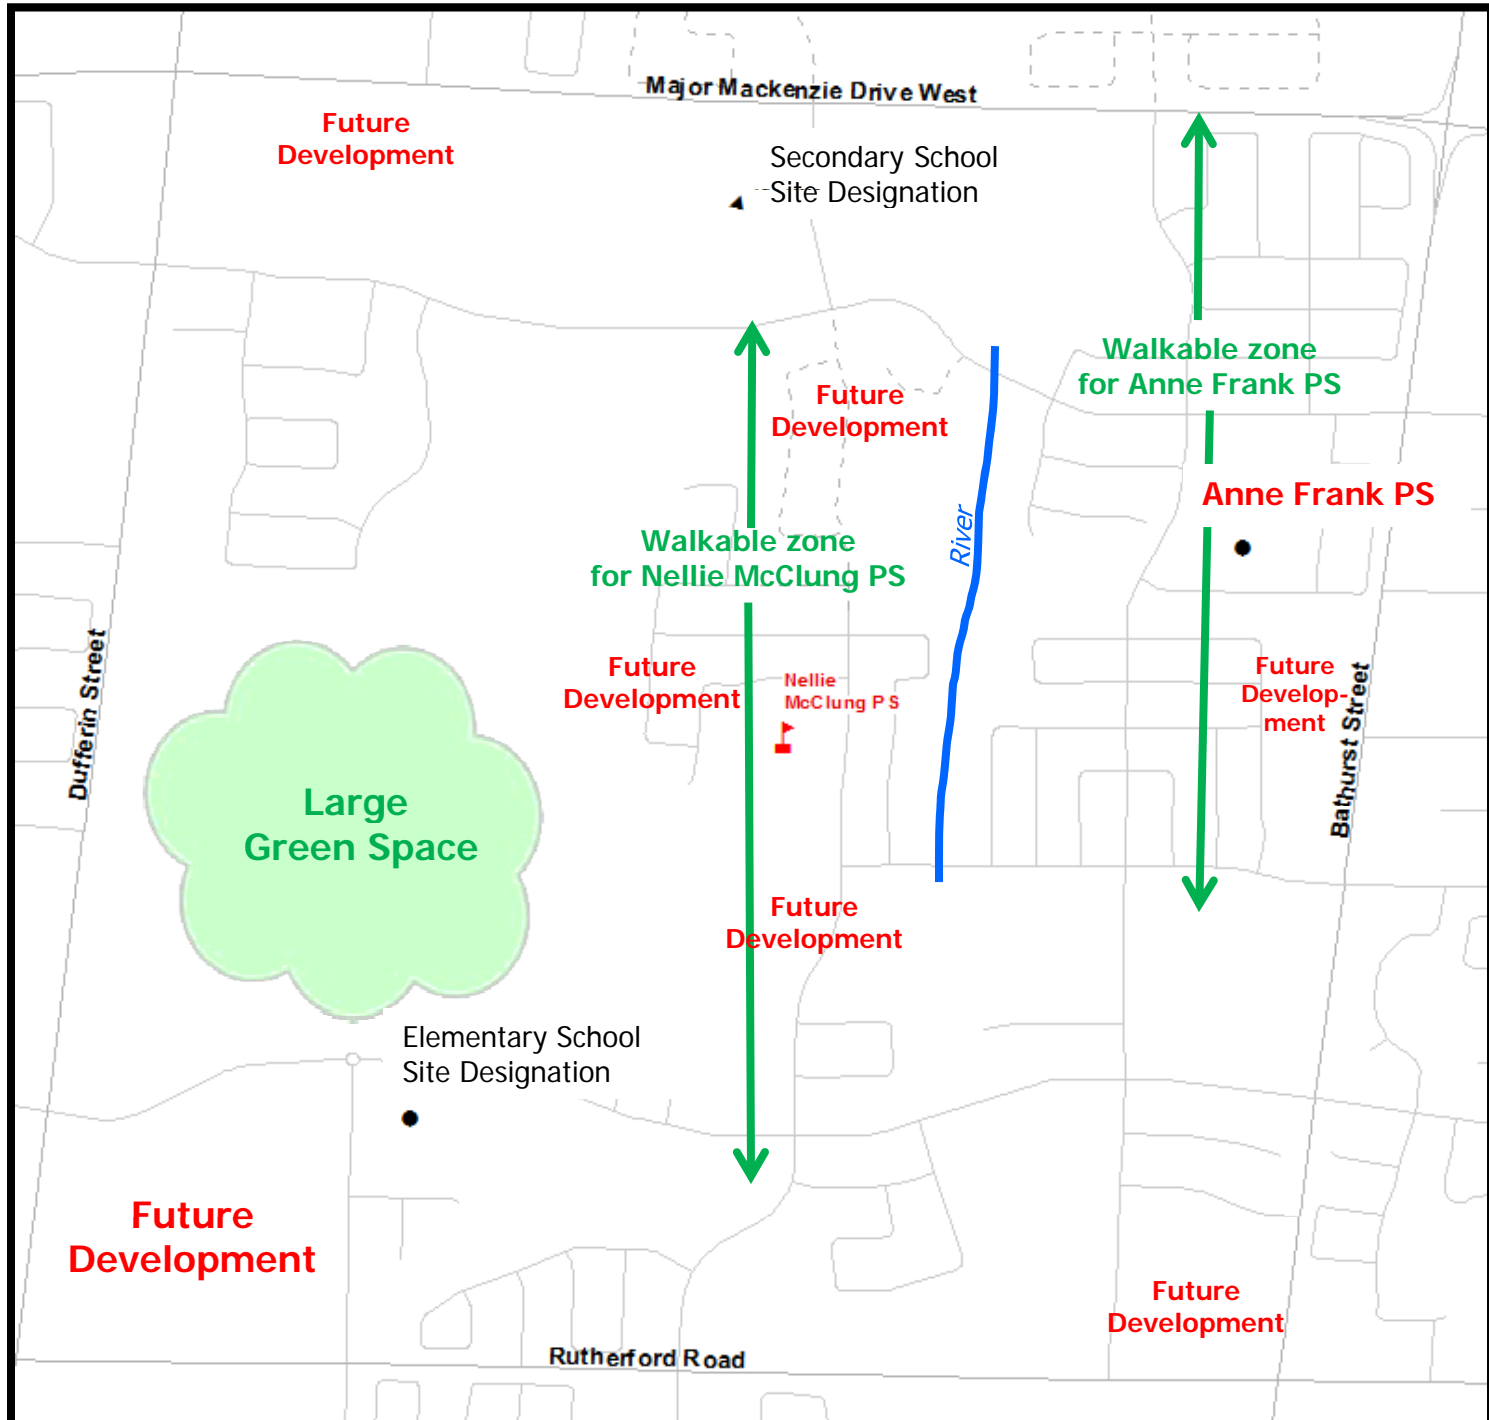 Major Mackenzie Drive West
Future
Development
Secondary School
Site Designation
Walkable zone
for Anne Frank PS
Future
Development
Anne Frank PS
River
Walkable zone
for Nellie McClung PS
Dufferin Street
Future
Development
Nellie
McClung PS
Future
Develop-
ment
Bathurst Street
Large
Green Space
Future
Development
Elementary School
Site Designation
Future
Development
Future
Development
Rutherford Road